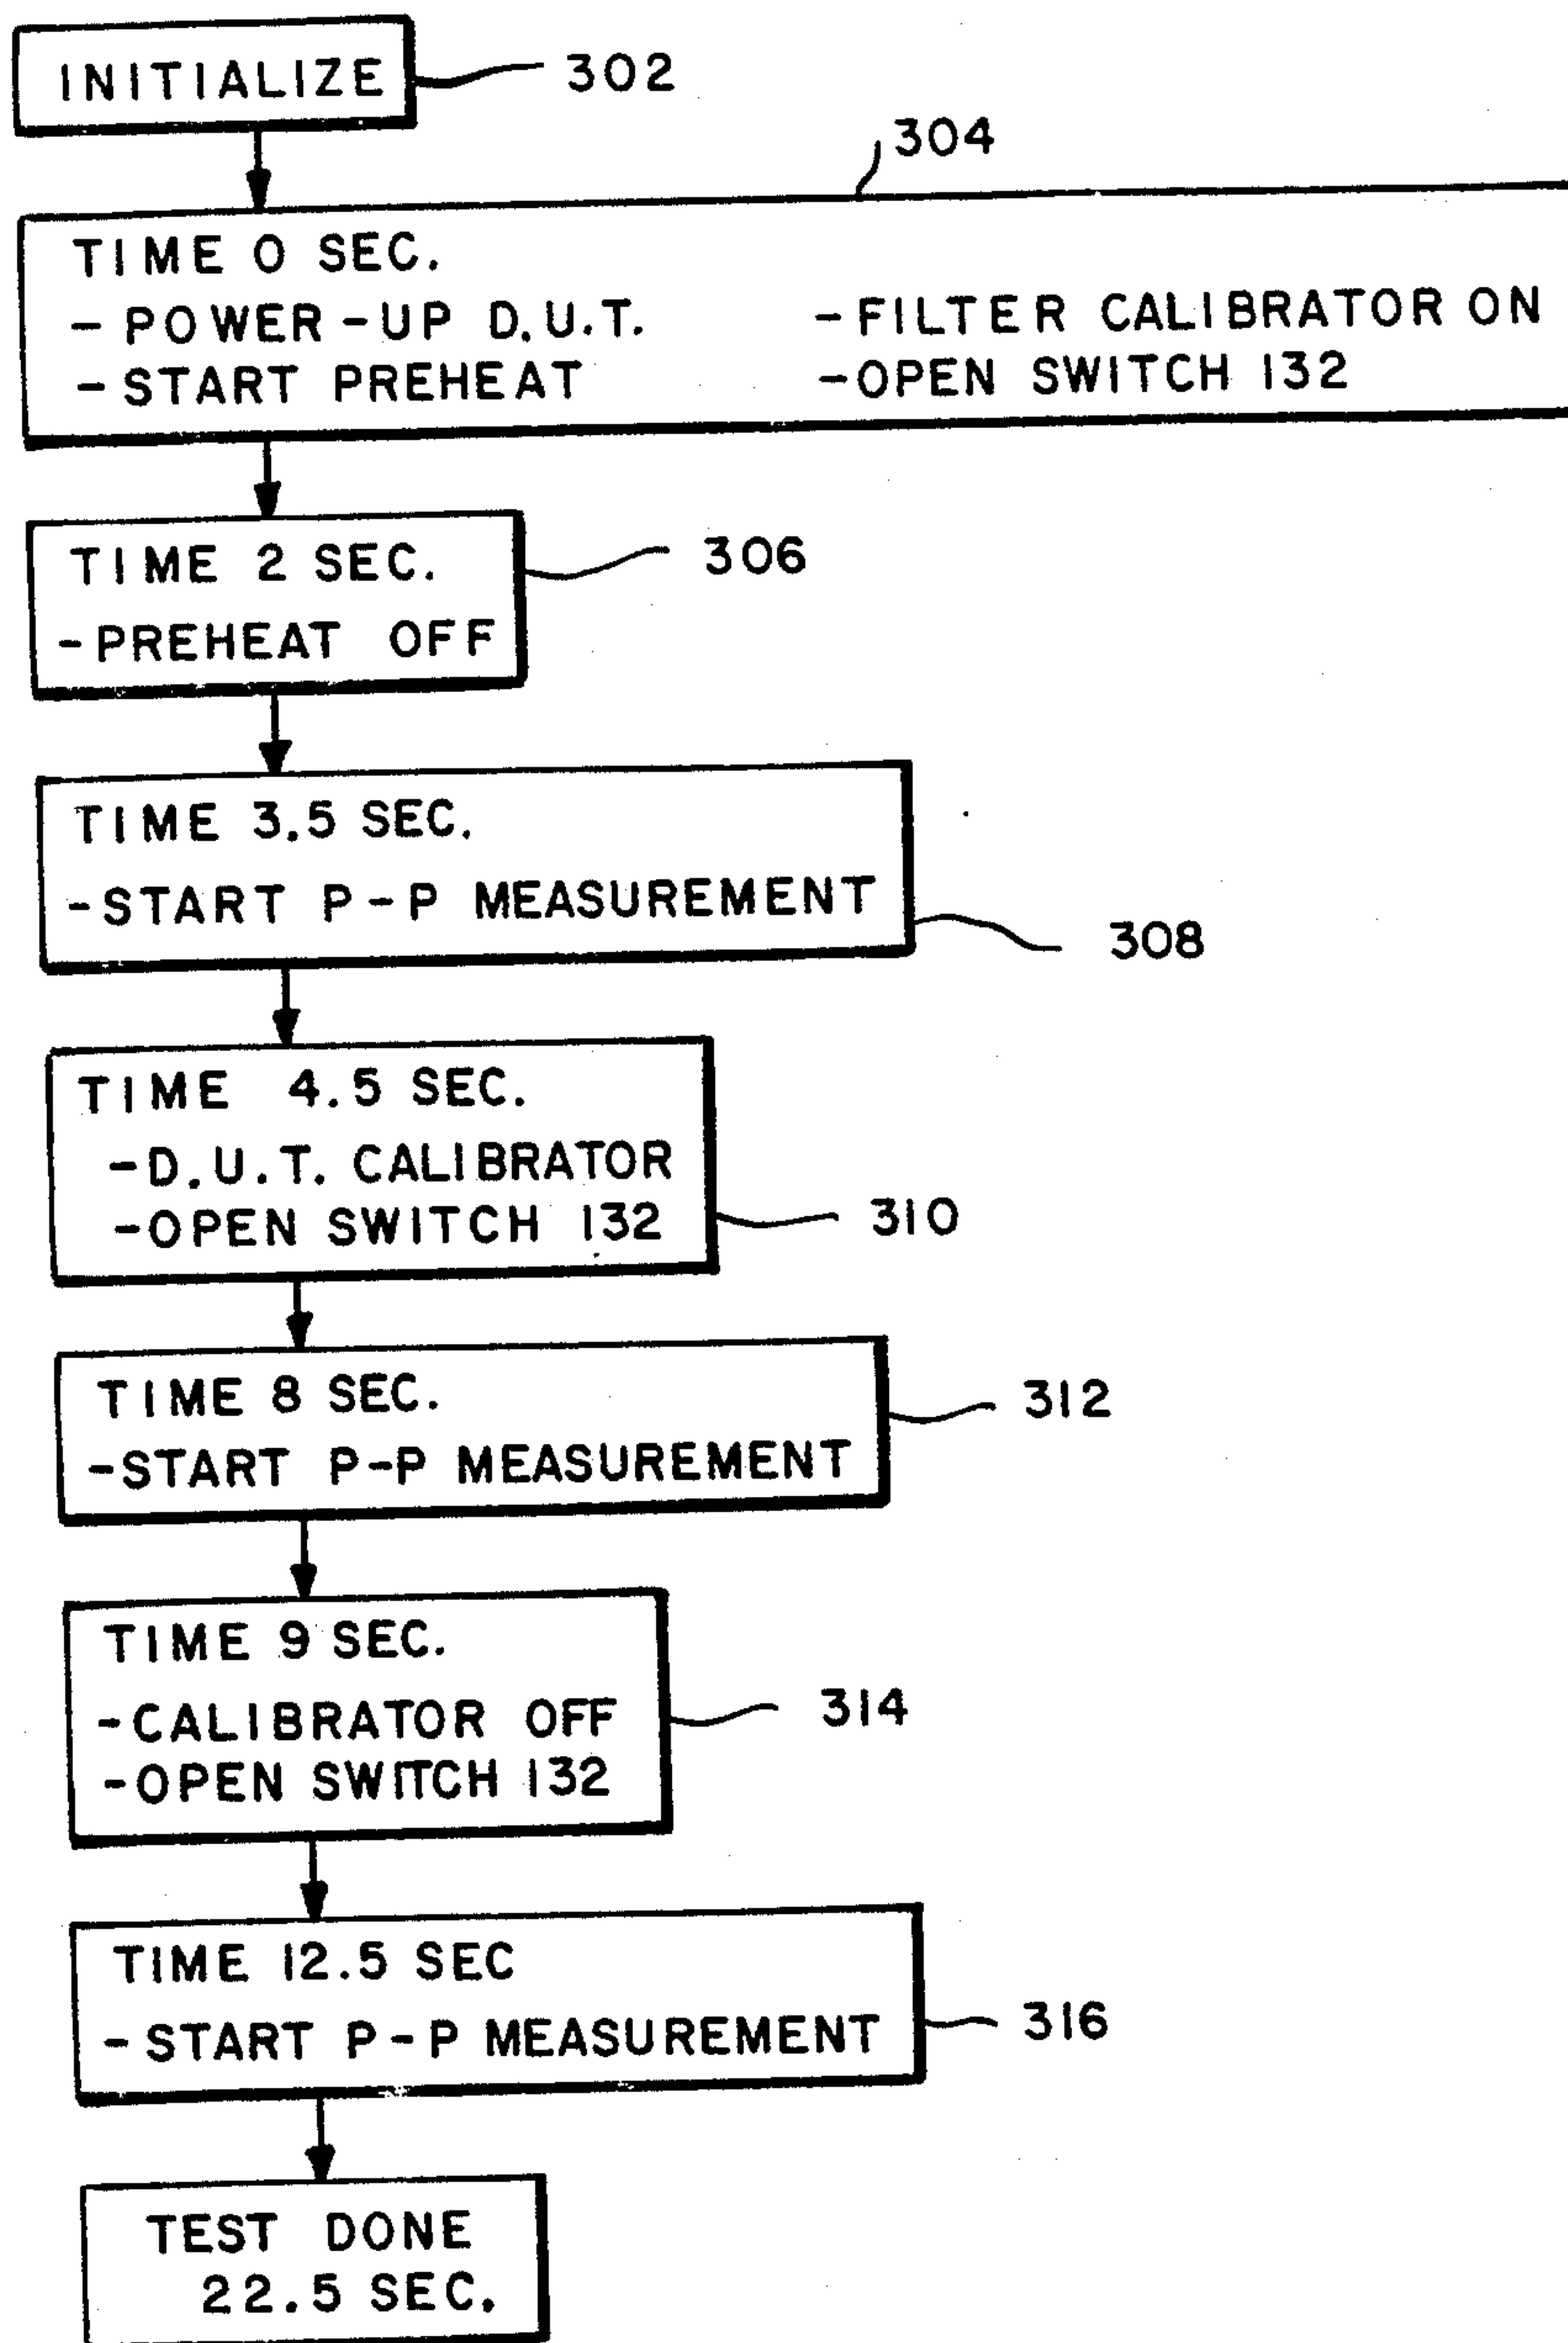 INITIALIZE
302
304
TIME 0 SEC.
- POWER-UP D.U.T.
- START PREHEAT
- FILTER CALIBRATOR ON
- OPEN SWITCH 132
TIME 2 SEC.
- PREHEAT OFF
306
TIME 3.5 SEC.
- START P-P MEASUREMENT
308
TIME 4.5 SEC.
- D.U.T. CALIBRATOR
- OPEN SWITCH 132
310
TIME 8 SEC.
- START P-P MEASUREMENT
312
TIME 9 SEC.
- CALIBRATOR OFF
- OPEN SWITCH 132
314
TIME 12.5 SEC
- START P-P MEASUREMENT
316
TEST DONE
22.5 SEC.